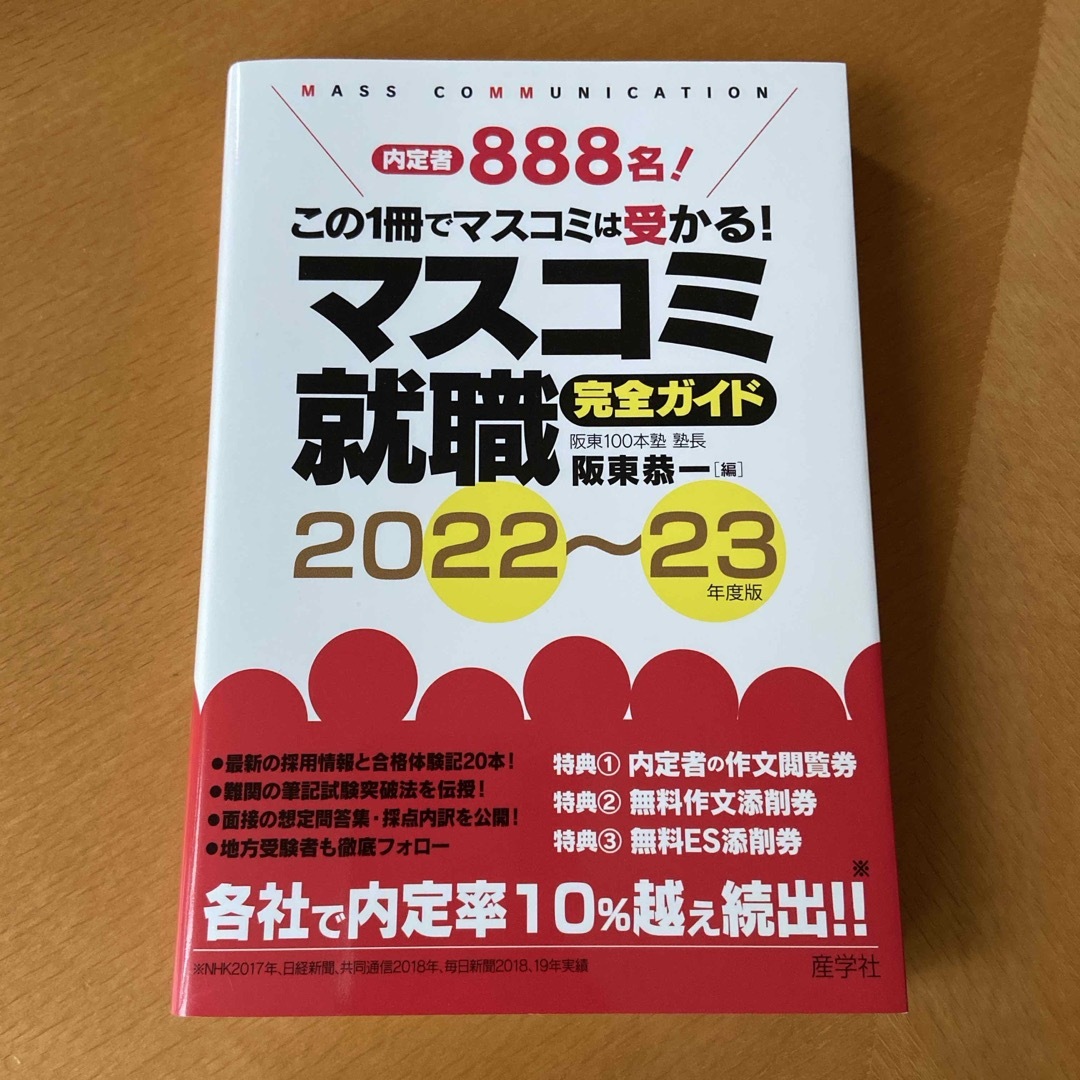 MASS COMMUNICATION
内定者 888名！
この1冊でマスコミは受かる！
マスコミ
就職 完全ガイド
阪東100本塾 塾長
阪東恭一［編］
2022〜23
年度版
●最新の採用情報と合格体験記20本！
●難関の筆記試験突破法を伝授！
●面接の想定問答集・採点内訳を公開！
●地方受験者も徹底フォロー
特典① 内定者の作文閲覧券
特典② 無料作文添削券
特典③ 無料ES添削券
各社で内定率10%越え続出!!※
※NHK2017年、日経新聞、共同通信2018年、毎日新聞2018、19年実績
産学社